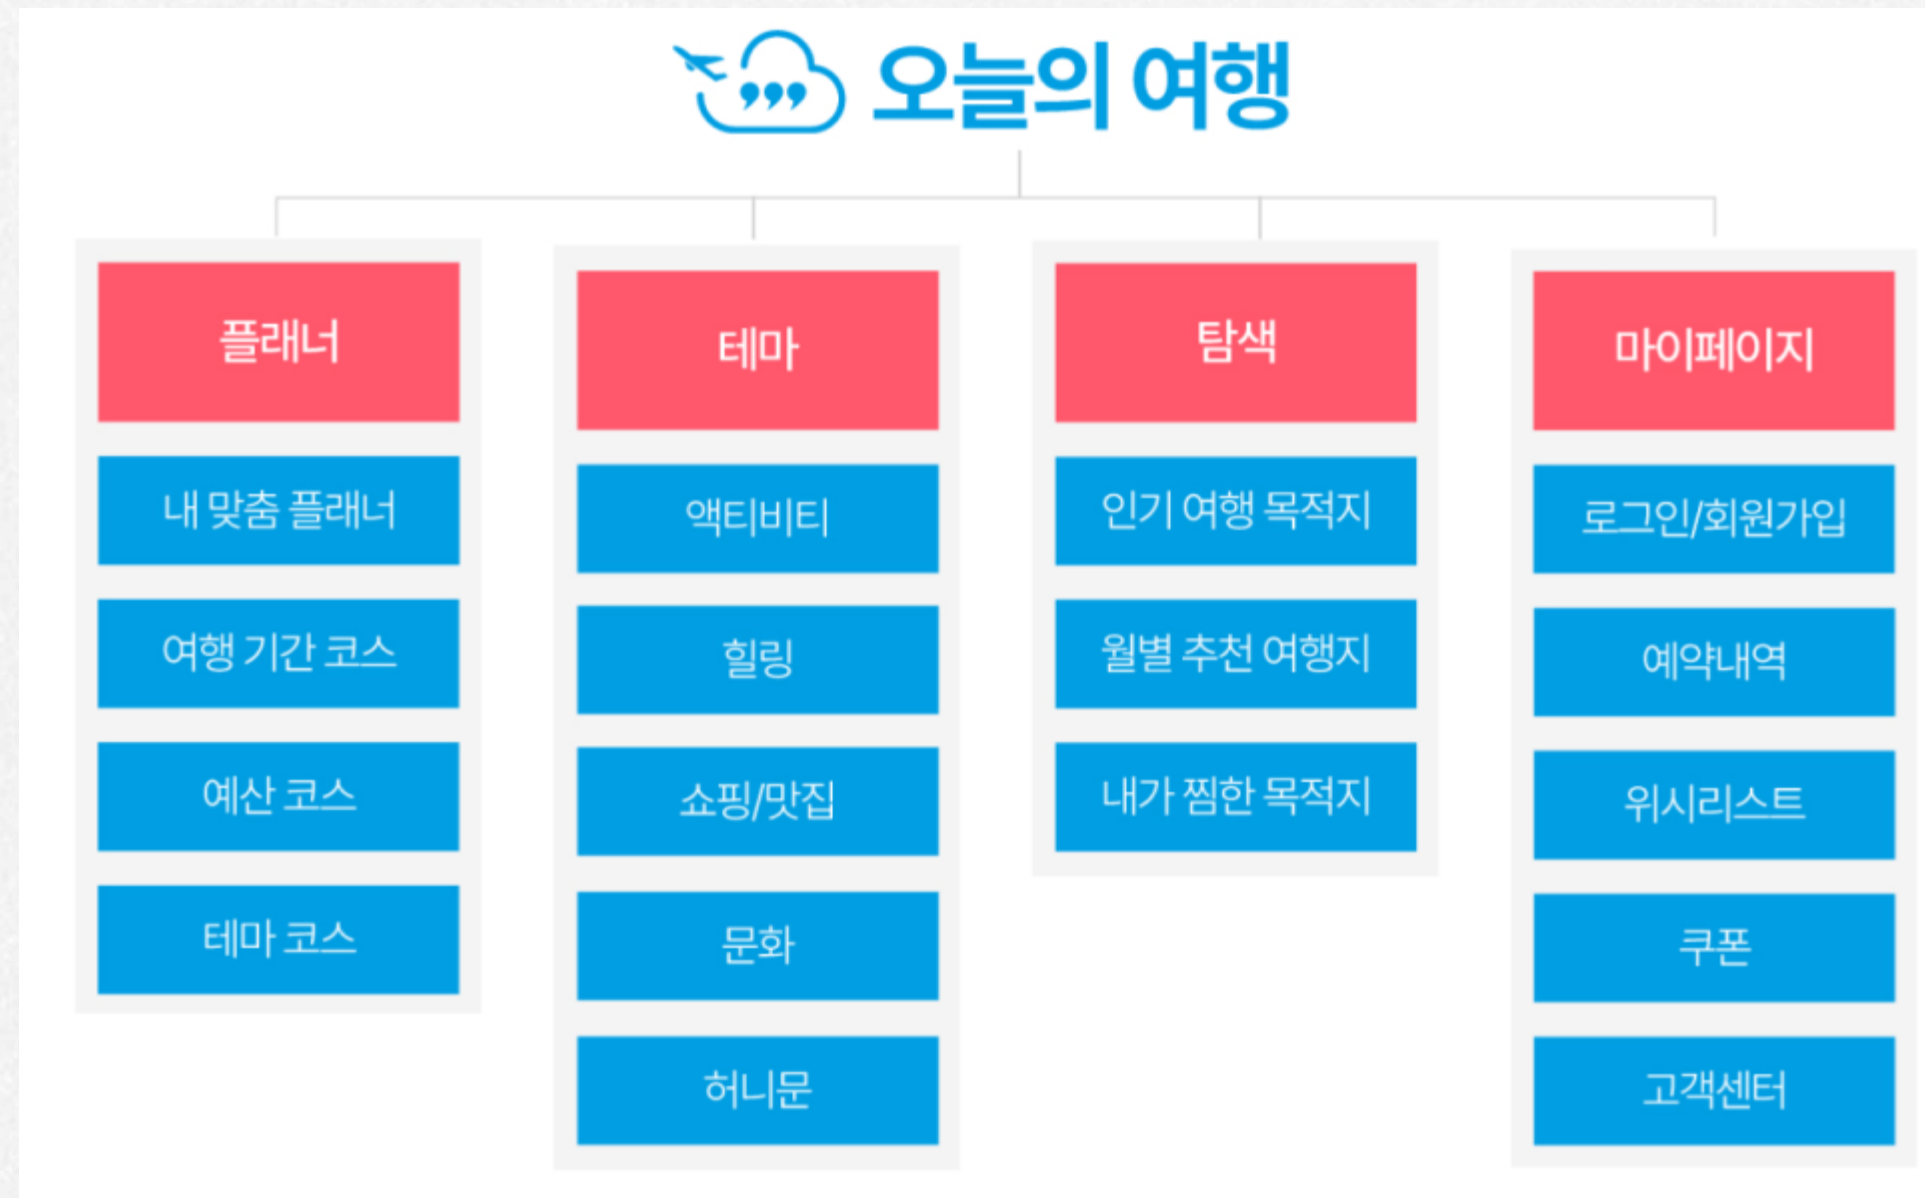 오늘의 여행
플래너
내 맞춤 플래너
여행 기간 코스
예산 코스
테마 코스
테마
액티비티
힐링
쇼핑/맛집
문화
허니문
탐색
인기 여행 목적지
월별 추천 여행지
내가 찜한 목적지
마이페이지
로그인/회원가입
예약내역
위시리스트
쿠폰
고객센터